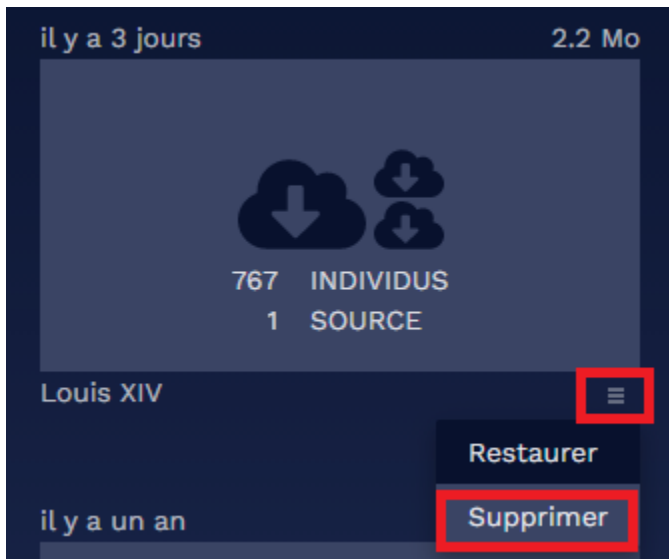 il y a 3 jours 2.2 Mo
767 INDIVIDUS
1 SOURCE
Louis XIV
Restaurer
Supprimer
il y a un an